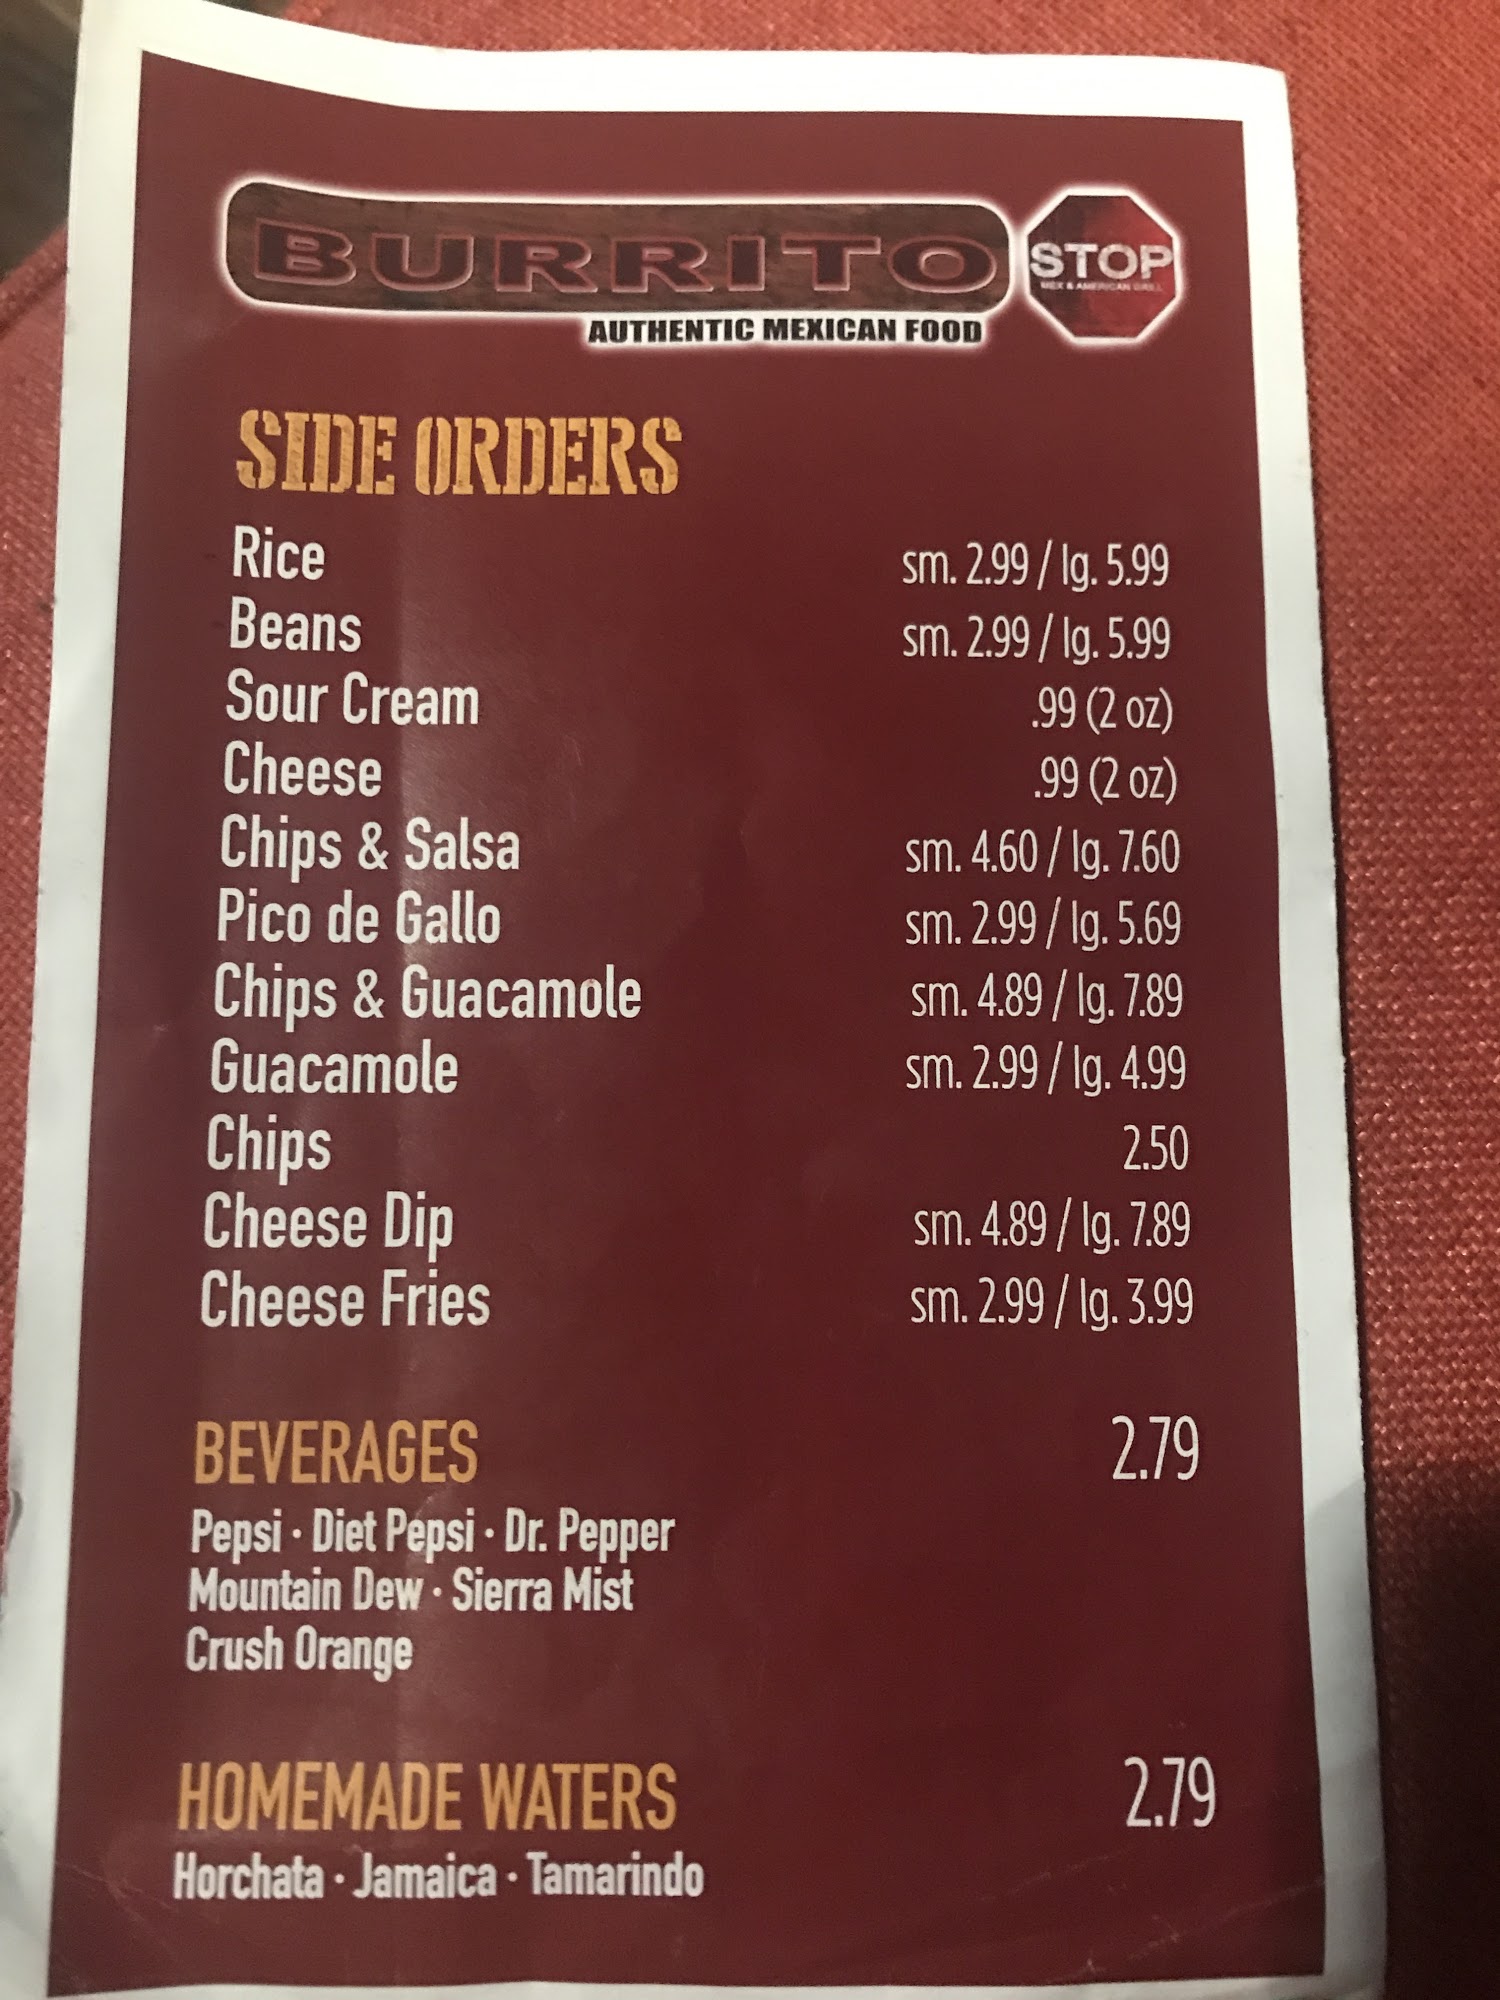 BURRITO STOP
MEX & AMERICAN GRILL
AUTHENTIC MEXICAN FOOD
SIDE ORDERS
Rice sm. 2.99 / lg. 5.99
Beans sm. 2.99 / lg. 5.99
Sour Cream .99 (2 oz)
Cheese .99 (2 oz)
Chips & Salsa sm. 4.60 / lg. 7.60
Pico de Gallo sm. 2.99 / lg. 5.69
Chips & Guacamole sm. 4.89 / lg. 7.89
Guacamole sm. 2.99 / lg. 4.99
Chips 2.50
Cheese Dip sm. 4.89 / lg. 7.89
Cheese Fries sm. 2.99 / lg. 3.99
BEVERAGES 2.79
Pepsi · Diet Pepsi · Dr. Pepper
Mountain Dew · Sierra Mist
Crush Orange
HOMEMADE WATERS 2.79
Horchata · Jamaica · Tamarindo